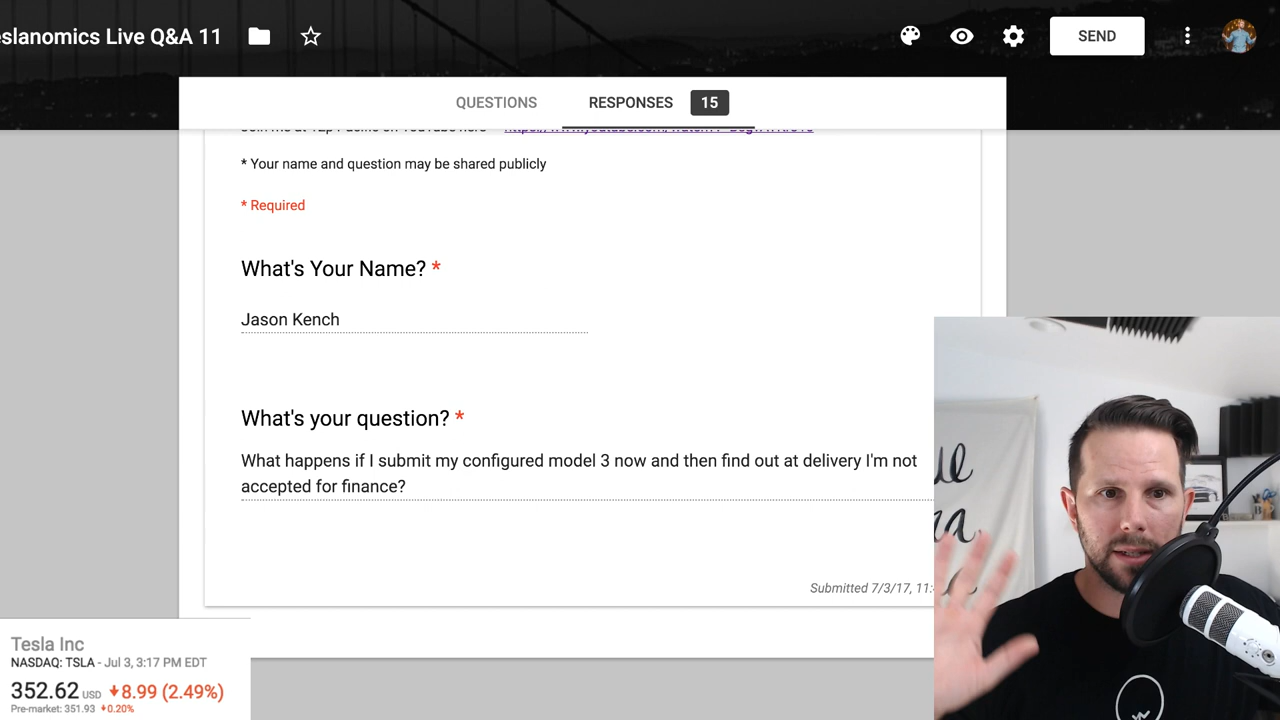 eslanomics Live Q&A 11
SEND
QUESTIONS
RESPONSES 15
* Your name and question may be shared publicly
* Required
What's Your Name? *
Jason Kench
What's your question? *
What happens if I submit my configured model 3 now and then find out at delivery I'm not
accepted for finance?
Submitted 7/3/17, 11:
Tesla Inc
NASDAQ: TSLA - Jul 3, 3:17 PM EDT
352.62 USD ↓8.99 (2.49%)
Pre-market: 351.93 ↓0.20%